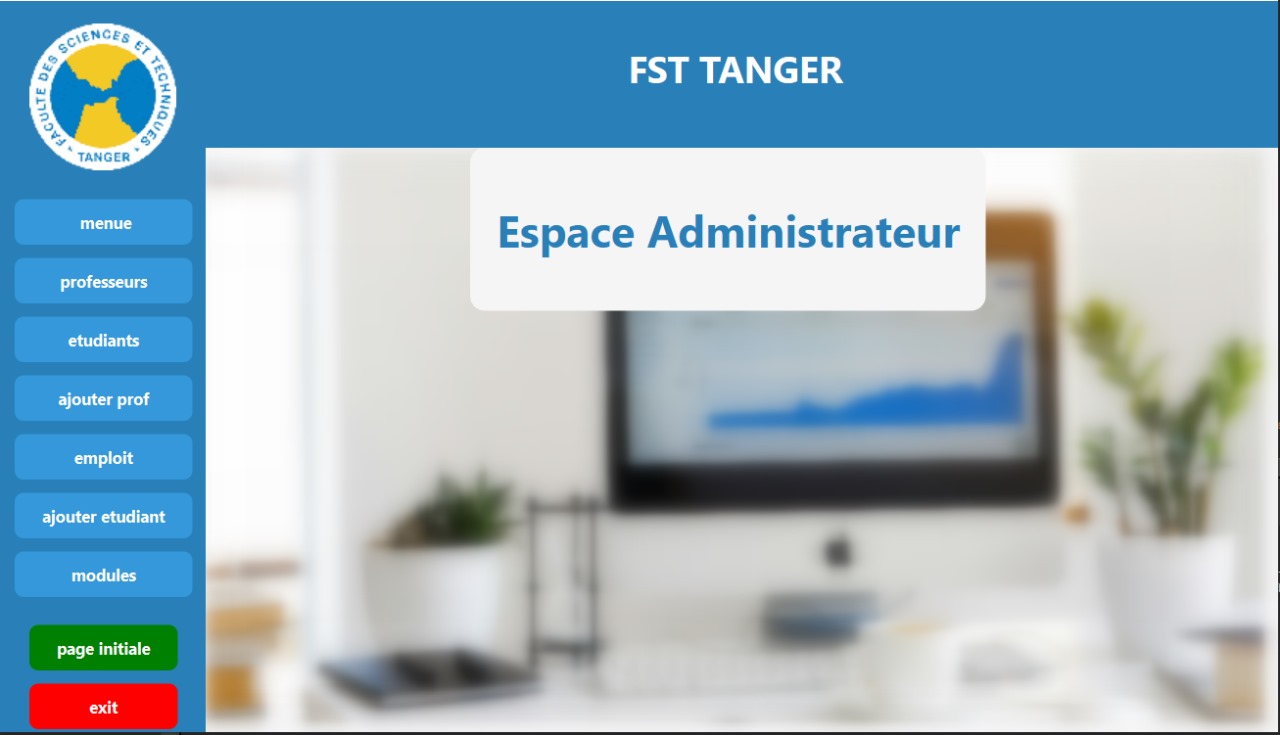 FACULTE DES SCIENCES ET TECHNIQUES
TANGER
FST TANGER
Espace Administrateur
menue
professeurs
etudiants
ajouter prof
emploit
ajouter etudiant
modules
page initiale
exit